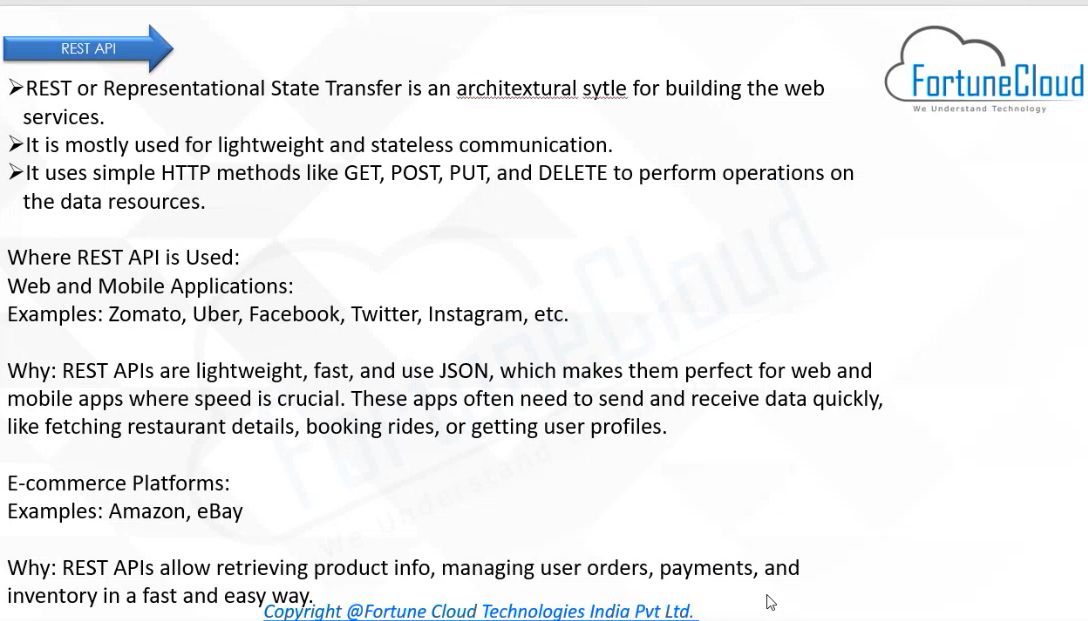 REST API
FortuneCloud
We Understand Technology
➢REST or Representational State Transfer is an architextural sytle for building the web
services.
➢It is mostly used for lightweight and stateless communication.
➢It uses simple HTTP methods like GET, POST, PUT, and DELETE to perform operations on
the data resources.
Where REST API is Used:
Web and Mobile Applications:
Examples: Zomato, Uber, Facebook, Twitter, Instagram, etc.
Why: REST APIs are lightweight, fast, and use JSON, which makes them perfect for web and
mobile apps where speed is crucial. These apps often need to send and receive data quickly,
like fetching restaurant details, booking rides, or getting user profiles.
E-commerce Platforms:
Examples: Amazon, eBay
Why: REST APIs allow retrieving product info, managing user orders, payments, and
inventory in a fast and easy way.
Copyright @Fortune Cloud Technologies India Pvt Ltd.
FortuneCloud
We Understand